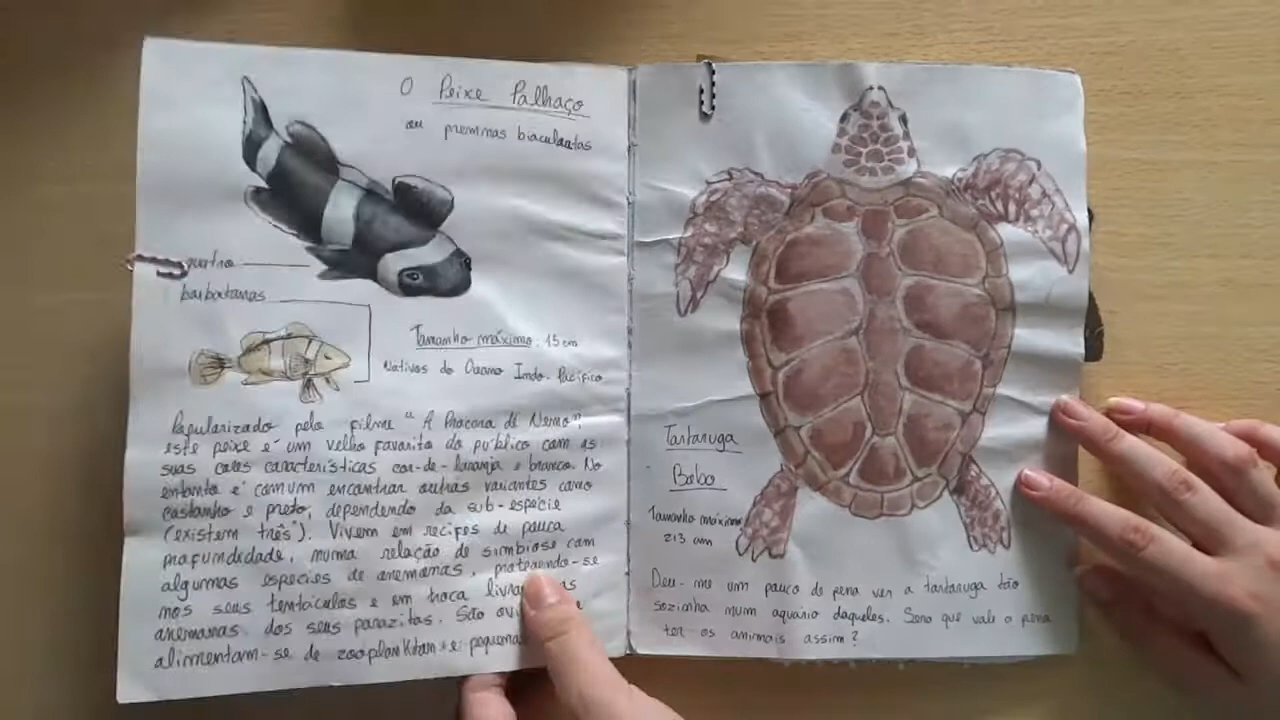 O Peixe Palhaço
ou premnas biaculeatas
quatro
barbatanas
Tamanho máximo: 15 cm
Nativos do Oceano Indo-Pacífico
Popularizado pelo filme "À Procura de Nemo",
este peixe é um velho favorito do público com as
suas cores características cor-de-laranja e branco. No
entanto é comum encontrar outras variantes como
castanho e preto, dependendo da sub-espécie
(existem três). Vivem em recifes de pouca
profundidade, numa relação de simbiose com
algumas espécies de anémonas, protegendo-se
nos seus tentáculos e em troca as
anémonas dos seus parazitas. São
alimentam-se de zooplankton e
Tartaruga
Boba
Tamanho máximo
213 cm
Deu-me um pouco de pena ver a tartaruga tão
sozinha num aquário daqueles. Será que vale a pena
ter os animais assim?